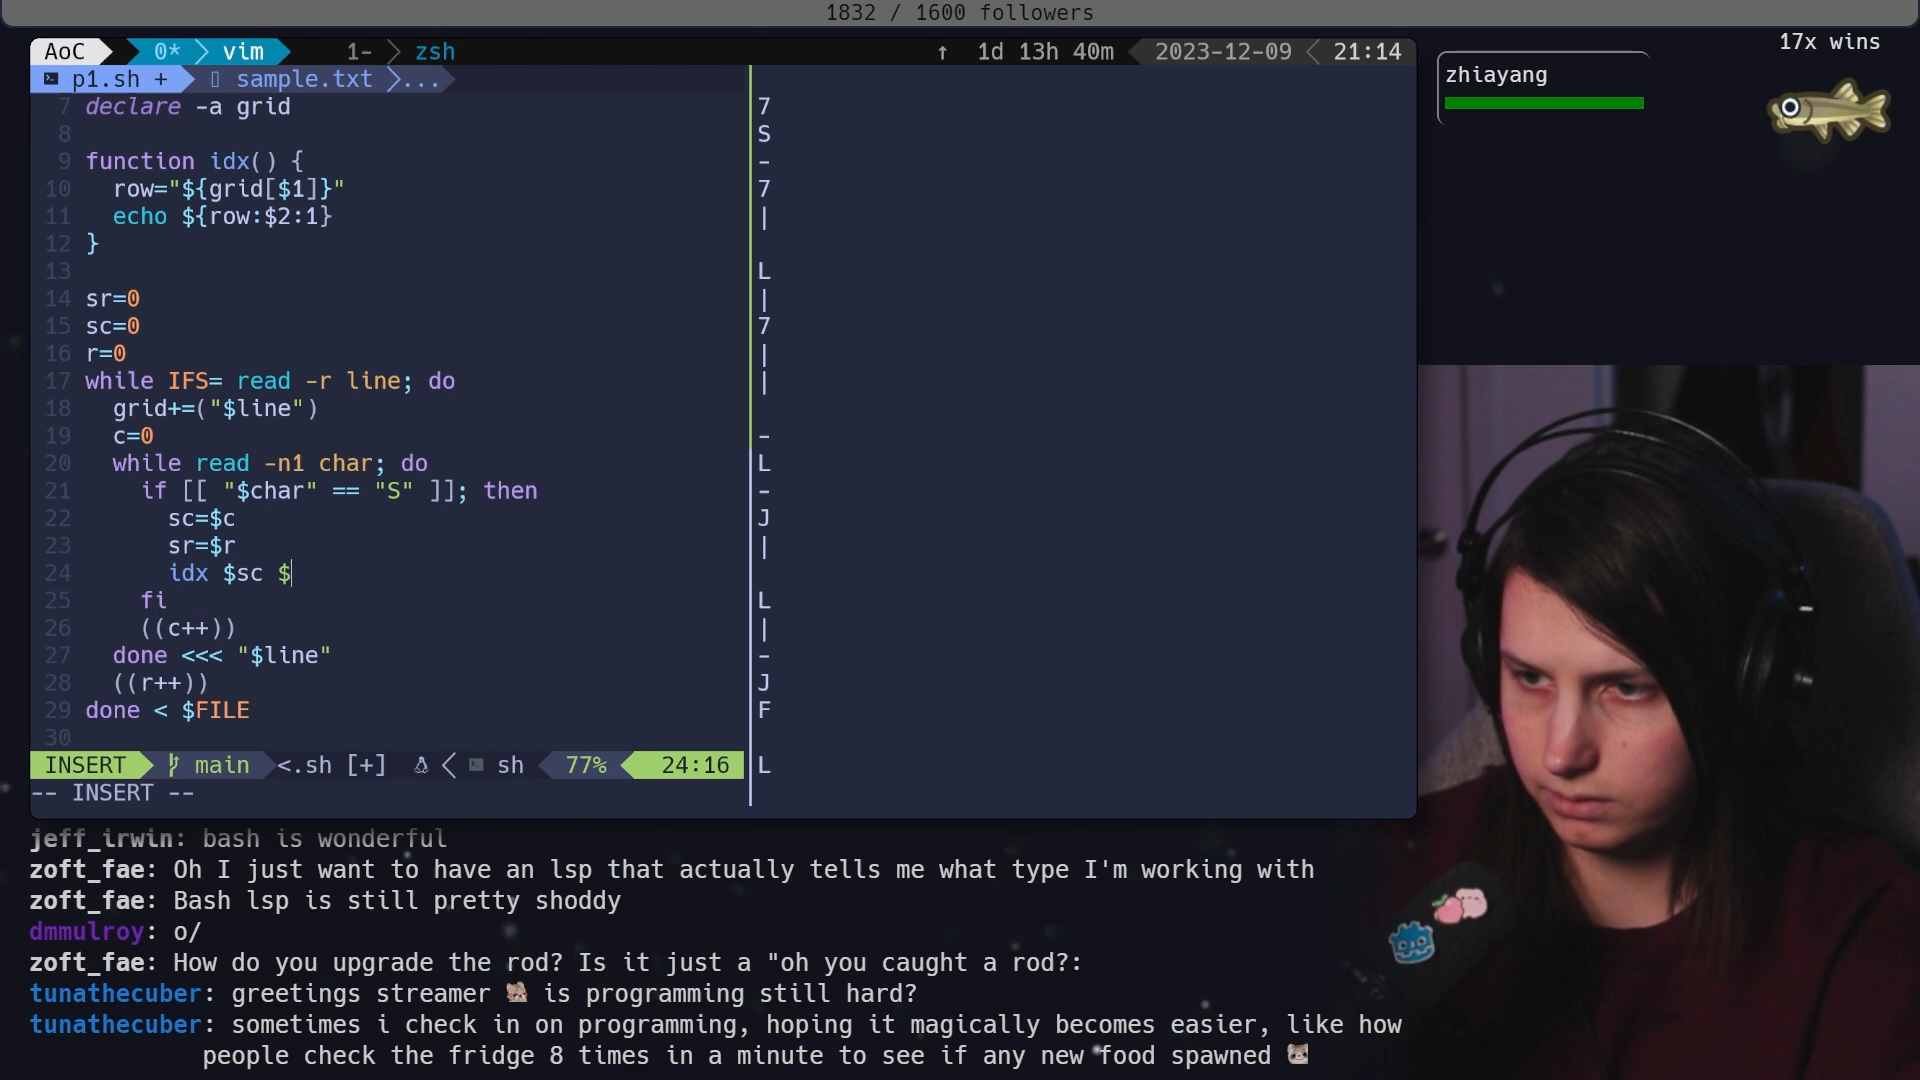 1832 / 1600 followers
AoC 0* vim 1- zsh ↑ 1d 13h 40m 2023-12-09 21:14
17x wins
p1.sh + sample.txt ...
zhiayang
7 declare -a grid
8
9 function idx() {
10 row="${grid[$1]}"
11 echo ${row:$2:1}
12 }
13
14 sr=0
15 sc=0
16 r=0
17 while IFS= read -r line; do
18 grid+=("$line")
19 c=0
20 while read -n1 char; do
21 if [[ "$char" == "S" ]]; then
22 sc=$c
23 sr=$r
24 idx $sc $
25 fi
26 ((c++))
27 done <<< "$line"
28 ((r++))
29 done < $FILE
30
INSERT main <.sh [+] sh 77% 24:16
-- INSERT --
7
S
-
7
|
L
|
7
|
|
-
L
-
J
|
L
|
-
J
F
L
jeff_irwin: bash is wonderful
zoft_fae: Oh I just want to have an lsp that actually tells me what type I'm working with
zoft_fae: Bash lsp is still pretty shoddy
dmmulroy: o/
zoft_fae: How do you upgrade the rod? Is it just a "oh you caught a rod?:
tunathecuber: greetings streamer is programming still hard?
tunathecuber: sometimes i check in on programming, hoping it magically becomes easier, like how
people check the fridge 8 times in a minute to see if any new food spawned